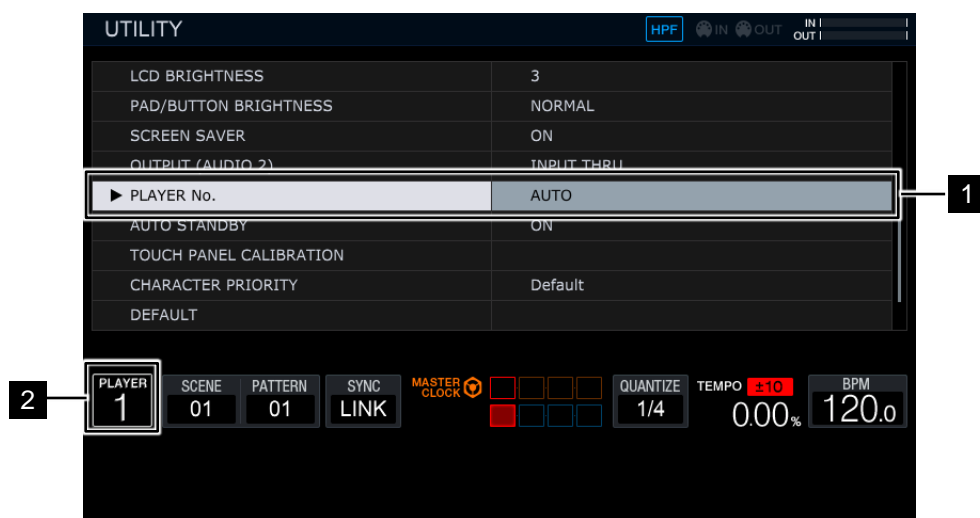 UTILITY HPF IN OUT IN OUT
LCD BRIGHTNESS 3
PAD/BUTTON BRIGHTNESS NORMAL
SCREEN SAVER ON
OUTPUT (AUDIO 2) INPUT THRU
▶ PLAYER No. AUTO
1
AUTO STANDBY ON
TOUCH PANEL CALIBRATION
CHARACTER PRIORITY Default
DEFAULT
2
PLAYER SCENE PATTERN SYNC MASTER CLOCK QUANTIZE TEMPO ±10 BPM
1 01 01 LINK 1/4 0.00% 120.0